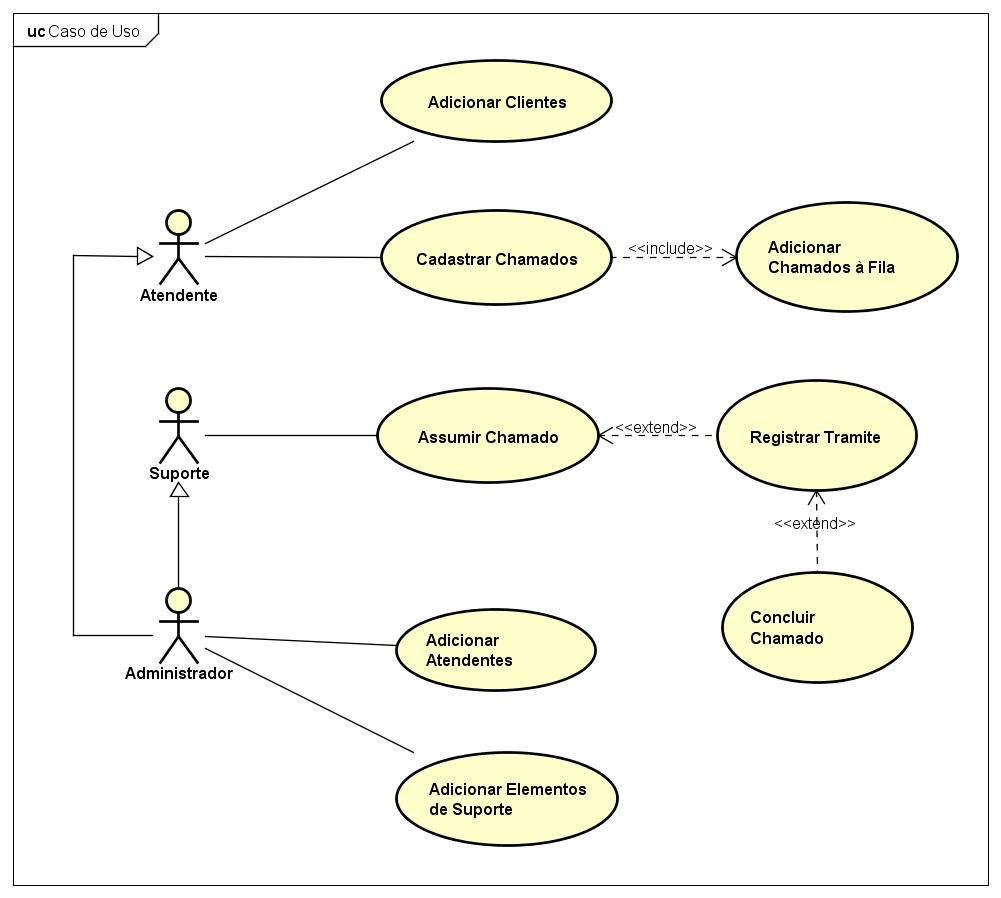 uc Caso de Uso
Adicionar Clientes
Atendente
Cadastrar Chamados
<<include>>
Adicionar
Chamados à Fila
Suporte
Assumir Chamado
<<extend>>
Registrar Tramite
<<extend>>
Concluir
Chamado
Administrador
Adicionar
Atendentes
Adicionar Elementos
de Suporte